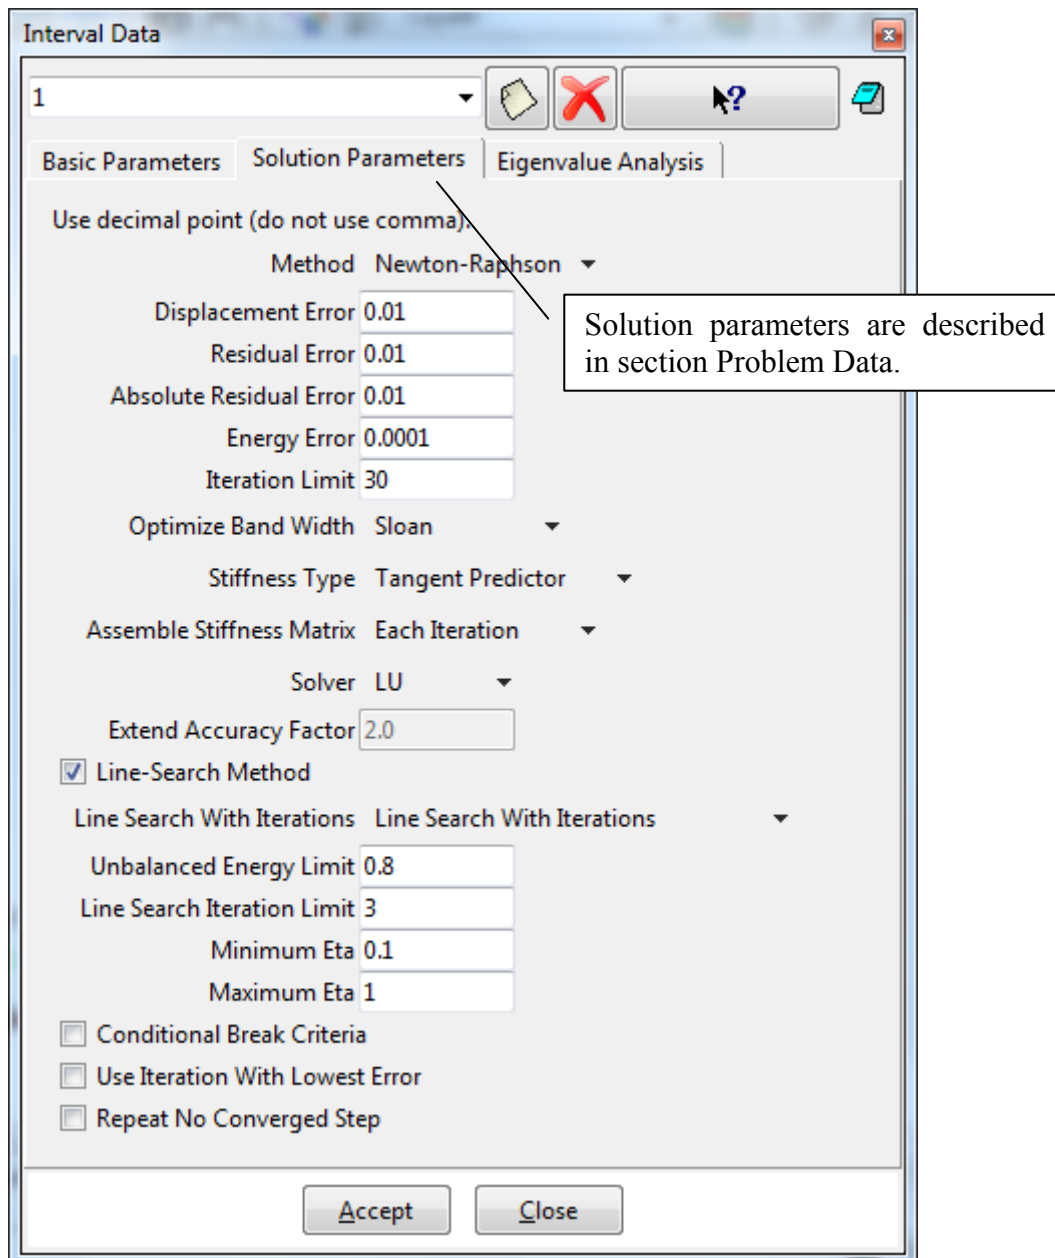 Interval Data
1
?
Basic Parameters Solution Parameters Eigenvalue Analysis
Use decimal point (do not use comma).
Method Newton-Raphson
Displacement Error 0.01
Solution parameters are described
Residual Error 0.01
in section Problem Data.
Absolute Residual Error 0.01
Energy Error 0.0001
Iteration Limit 30
Optimize Band Width Sloan
Stiffness Type Tangent Predictor
Assemble Stiffness Matrix Each Iteration
Solver LU
Extend Accuracy Factor 2.0
Line-Search Method
Line Search With Iterations Line Search With Iterations
Unbalanced Energy Limit 0.8
Line Search Iteration Limit 3
Minimum Eta 0.1
Maximum Eta 1
Conditional Break Criteria
Use Iteration With Lowest Error
Repeat No Converged Step
Accept Close